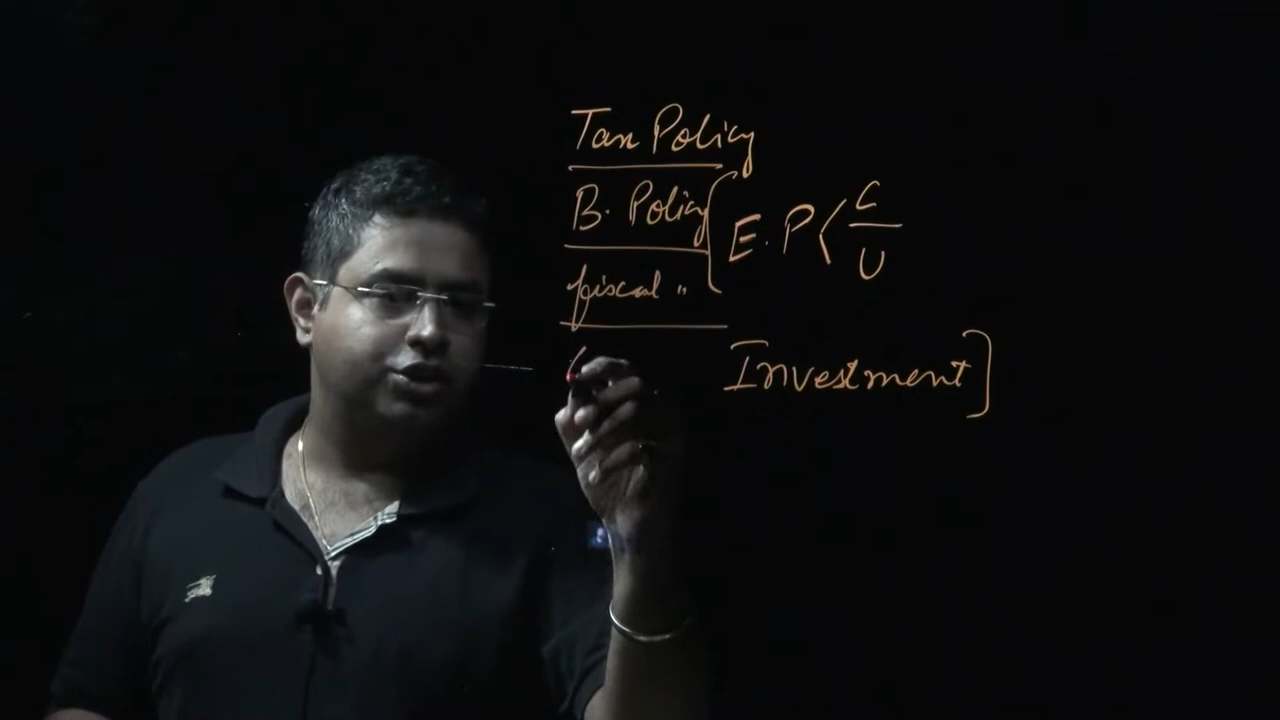 Tax Policy
B. Policy
fiscal "
E.P < C
U
Investment]